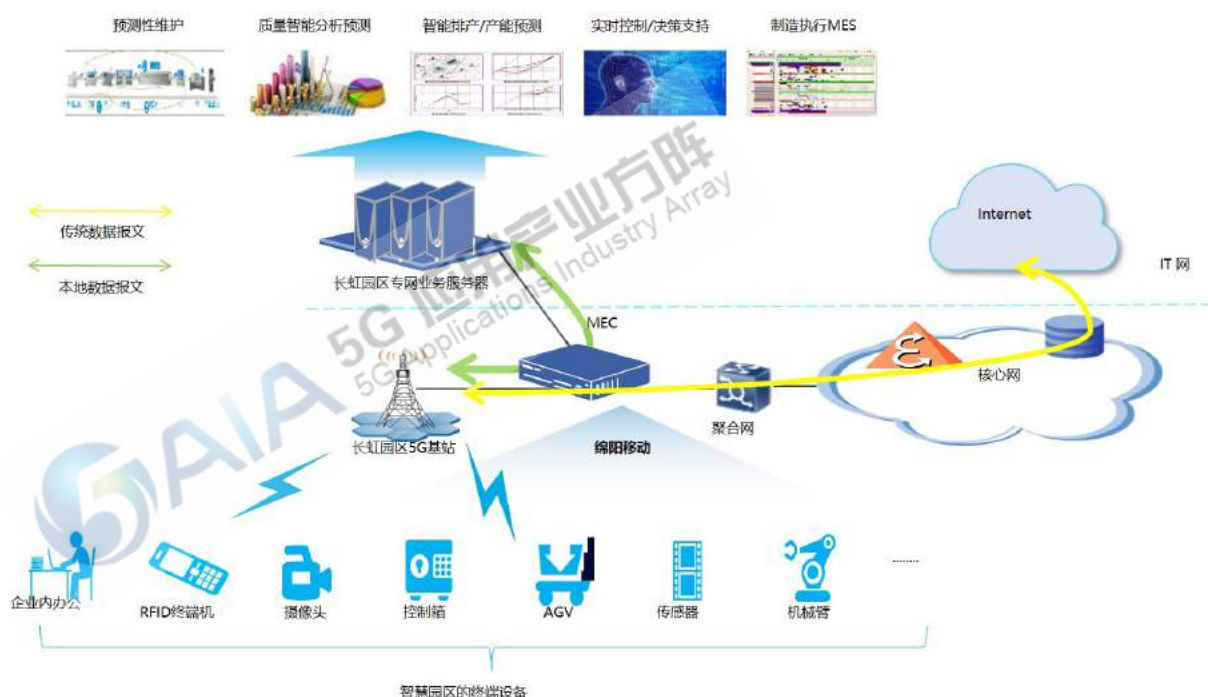 预测性维护
质量智能分析预测
智能排产/产能预测
实时控制/决策支持
制造执行MES
传统数据报文
本地数据报文
长虹园区专网业务服务器
Internet
IT 网
MEC
核心网
聚合网
长虹园区5G基站
绵阳移动
企业内办公
RFID终端机
摄像头
控制箱
AGV
传感器
机械臂
........
智慧园区的终端设备
5GAIA
5G 应用产业方阵
5G Applications Industry Array